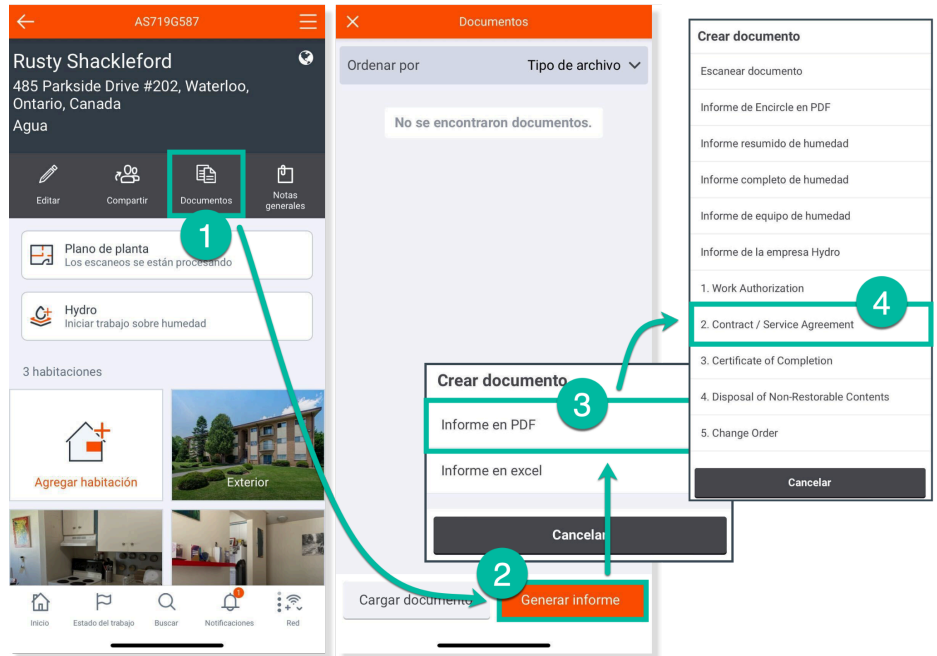 AS719G587
Rusty Shackleford
485 Parkside Drive #202, Waterloo,
Ontario, Canada
Agua
Editar
Compartir
Documentos
Notas
generales
1
Plano de planta
Los escaneos se están procesando
Hydro
Iniciar trabajo sobre humedad
3 habitaciones
Agregar habitación
Exterior
Inicio
Estado del trabajo
Buscar
1
Notificaciones
Red
Documentos
Ordenar por
Tipo de archivo
No se encontraron documentos.
Crear documento
3
Informe en PDF
Informe en excel
Cancelar
2
Cargar documento
Generar informe
Crear documento
Escanear documento
Informe de Encircle en PDF
Informe resumido de humedad
Informe completo de humedad
Informe de equipo de humedad
Informe de la empresa Hydro
1. Work Authorization
4
2. Contract / Service Agreement
3. Certificate of Completion
4. Disposal of Non-Restorable Contents
5. Change Order
Cancelar